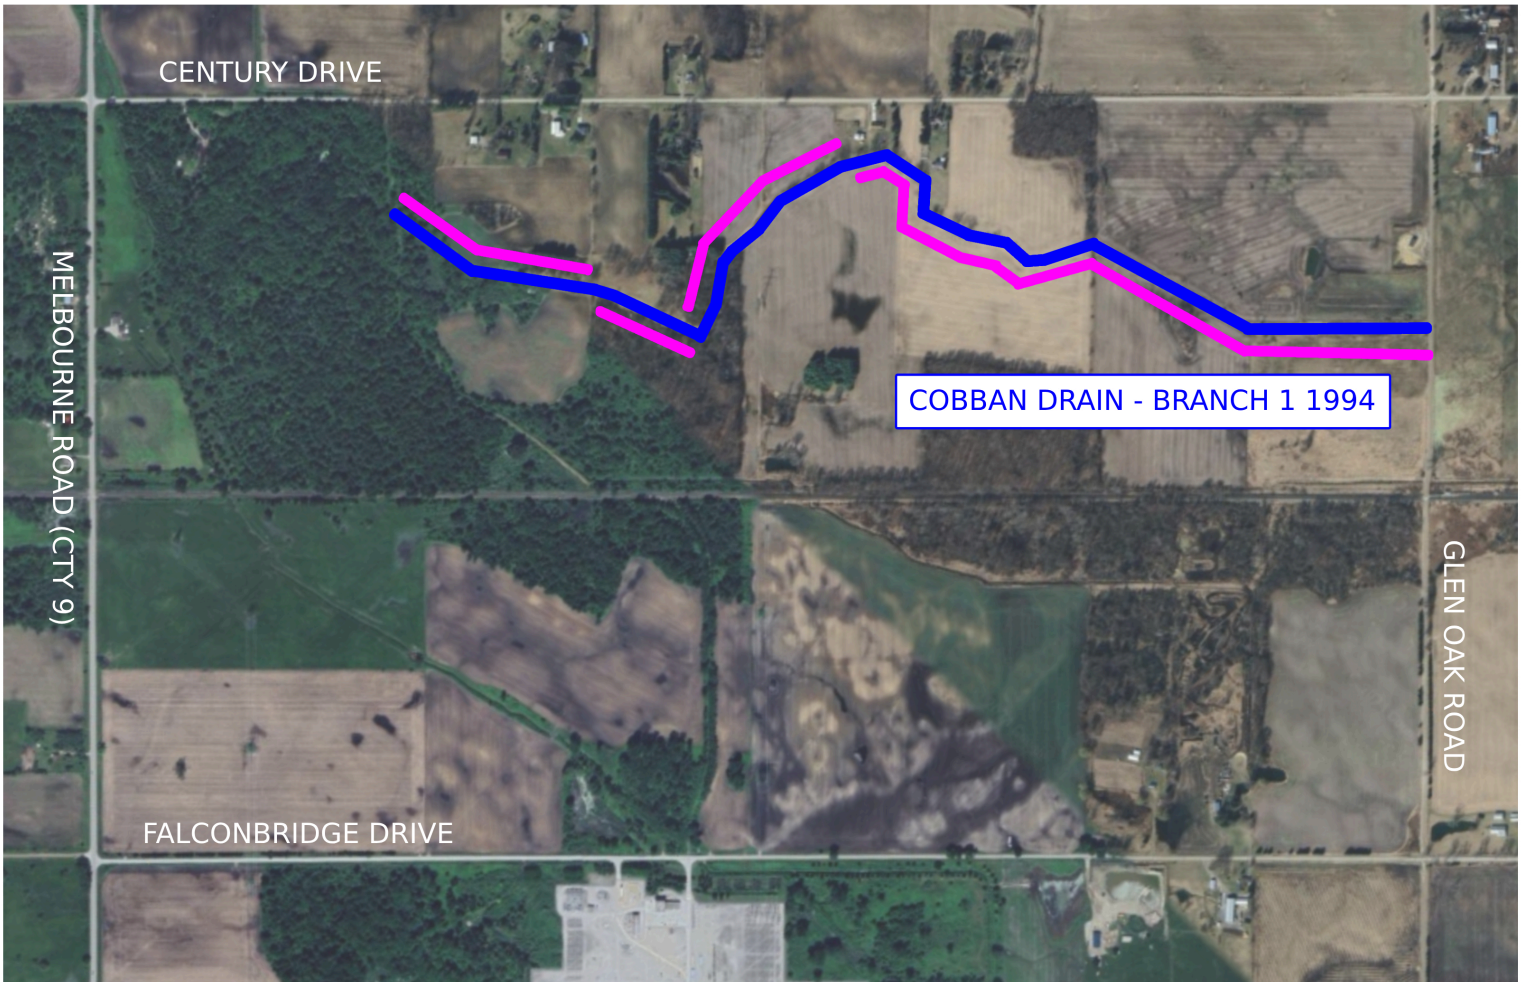 CENTURY DRIVE
MELBOURNE ROAD (CTY 9)
COBBAN DRAIN - BRANCH 1 1994
GLEN OAK ROAD
FALCONBRIDGE DRIVE